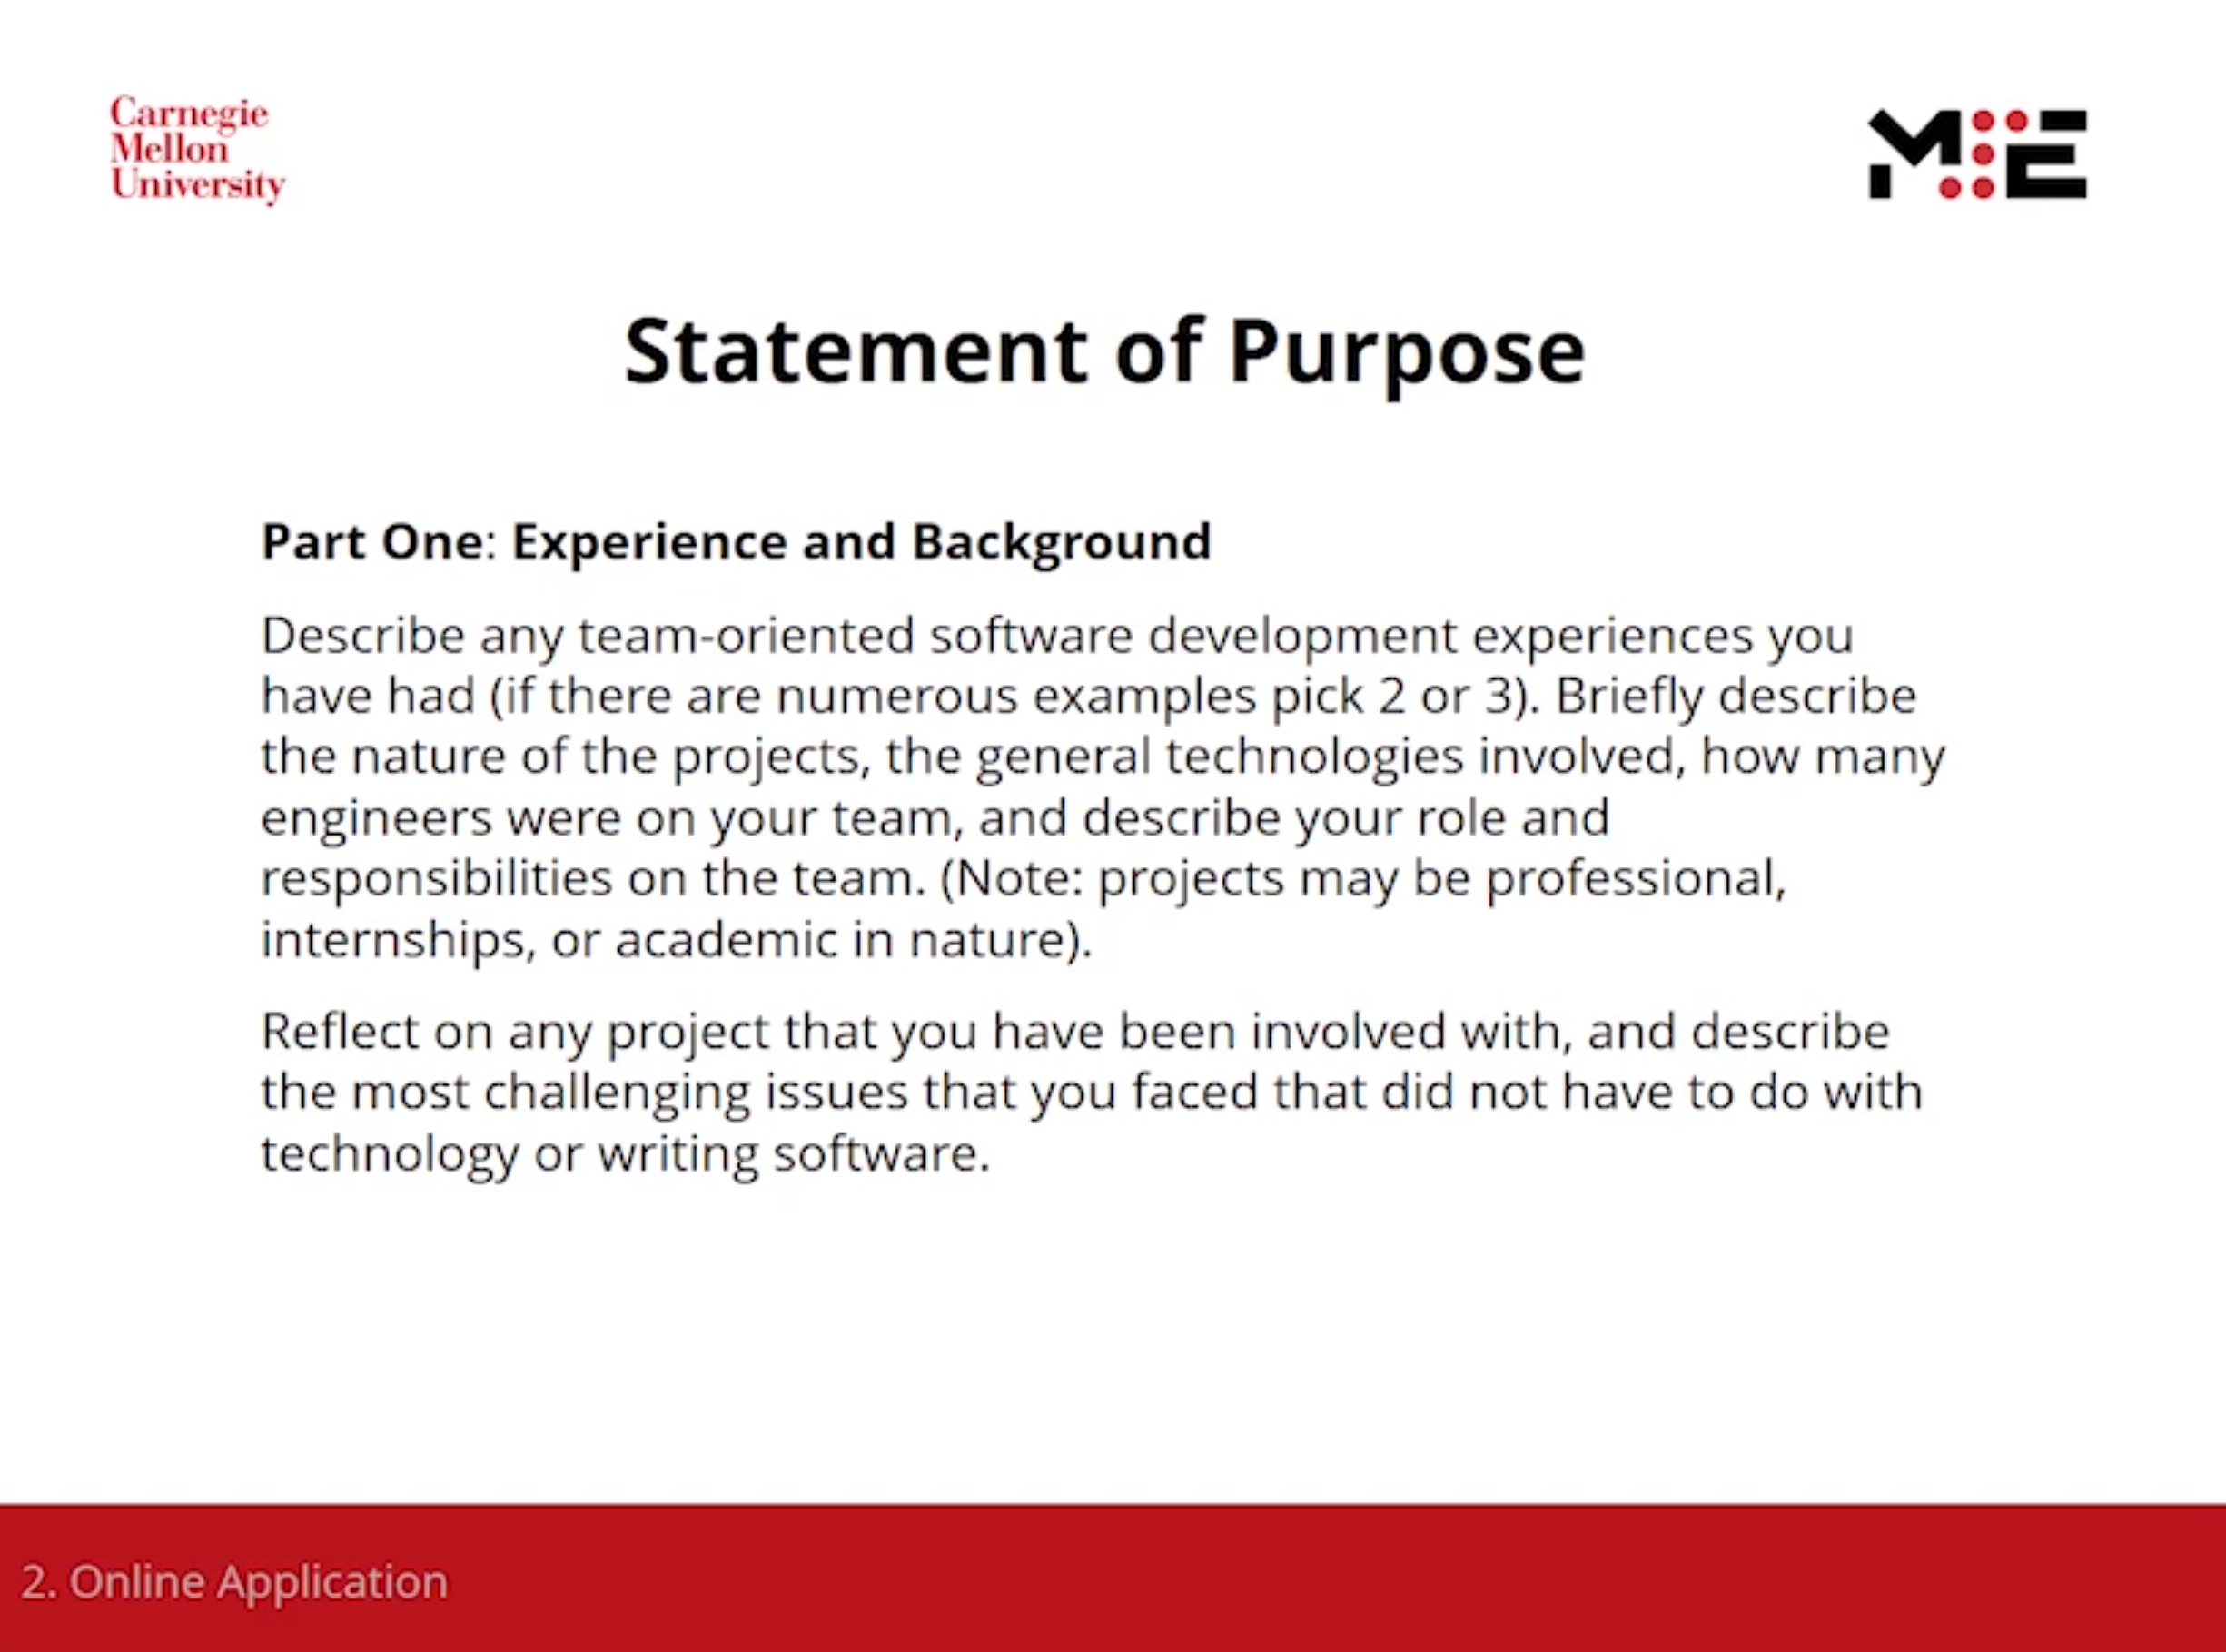 Carnegie
Mellon
University
Statement of Purpose
Part One: Experience and Background
Describe any team-oriented software development experiences you
have had (if there are numerous examples pick 2 or 3). Briefly describe
the nature of the projects, the general technologies involved, how many
engineers were on your team, and describe your role and
responsibilities on the team. (Note: projects may be professional,
internships, or academic in nature).
Reflect on any project that you have been involved with, and describe
the most challenging issues that you faced that did not have to do with
technology or writing software.
2. Online Application